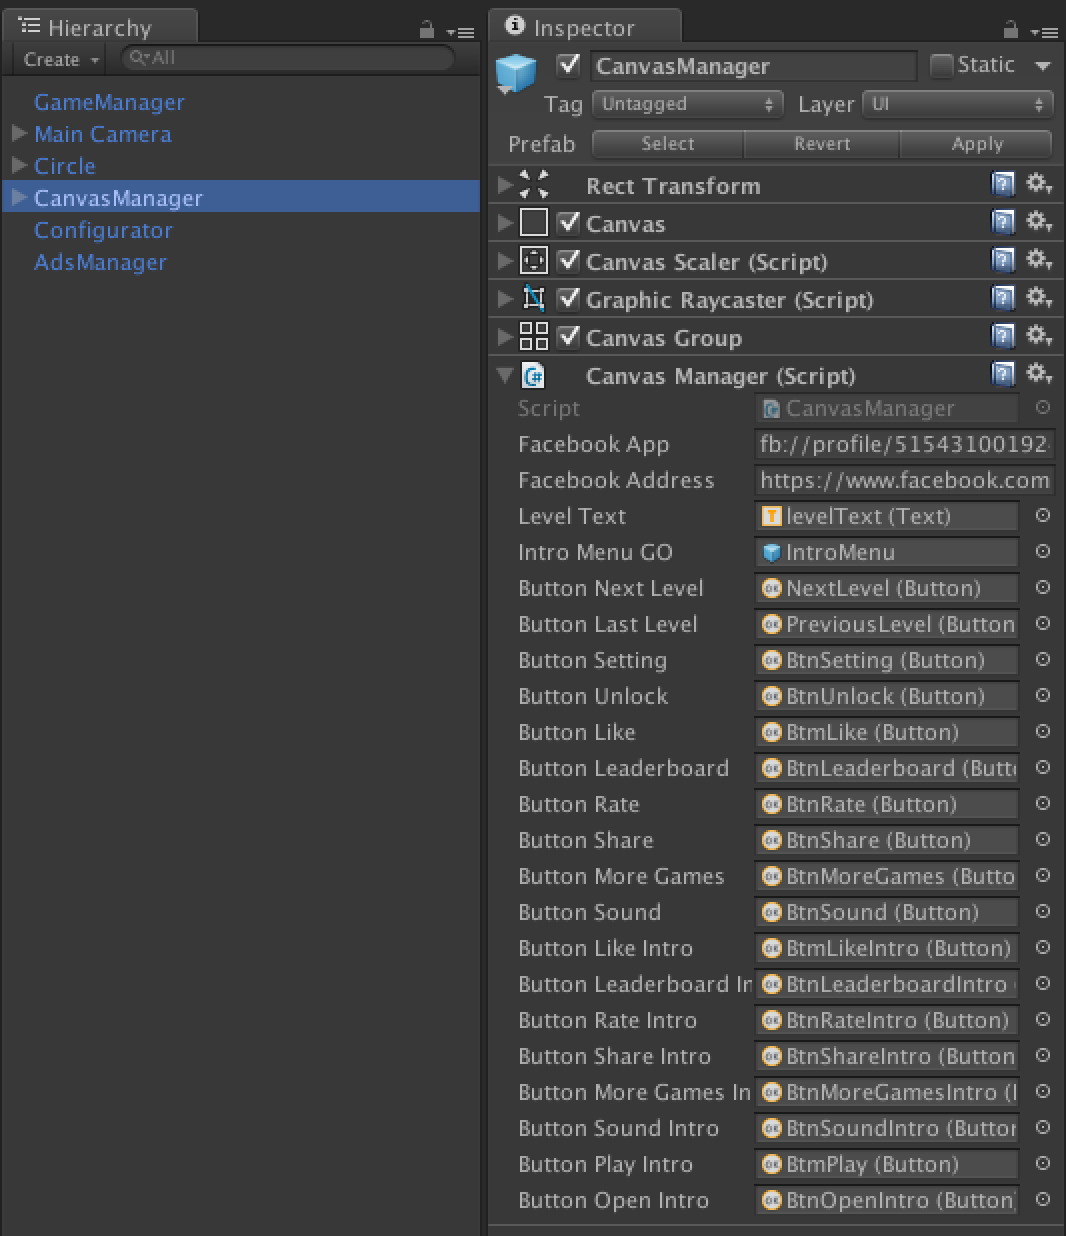 Hierarchy
Create
All
GameManager
Main Camera
Circle
CanvasManager
Configurator
AdsManager
Inspector
CanvasManager
Static
Tag Untagged Layer UI
Prefab Select Revert Apply
Rect Transform
Canvas
Canvas Scaler (Script)
Graphic Raycaster (Script)
Canvas Group
Canvas Manager (Script)
Script CanvasManager
Facebook App fb://profile/51543100192
Facebook Address https://www.facebook.com
Level Text levelText (Text)
Intro Menu GO IntroMenu
Button Next Level NextLevel (Button)
Button Last Level PreviousLevel (Button
Button Setting BtnSetting (Button)
Button Unlock BtnUnlock (Button)
Button Like BtmLike (Button)
Button Leaderboard BtnLeaderboard (Butt
Button Rate BtnRate (Button)
Button Share BtnShare (Button)
Button More Games BtnMoreGames (Butto
Button Sound BtnSound (Button)
Button Like Intro BtmLikeIntro (Button)
Button Leaderboard In BtnLeaderboardIntro
Button Rate Intro BtnRateIntro (Button)
Button Share Intro BtnShareIntro (Button
Button More Games In BtnMoreGamesIntro (
Button Sound Intro BtnSoundIntro (Button
Button Play Intro BtmPlay (Button)
Button Open Intro BtnOpenIntro (Button)